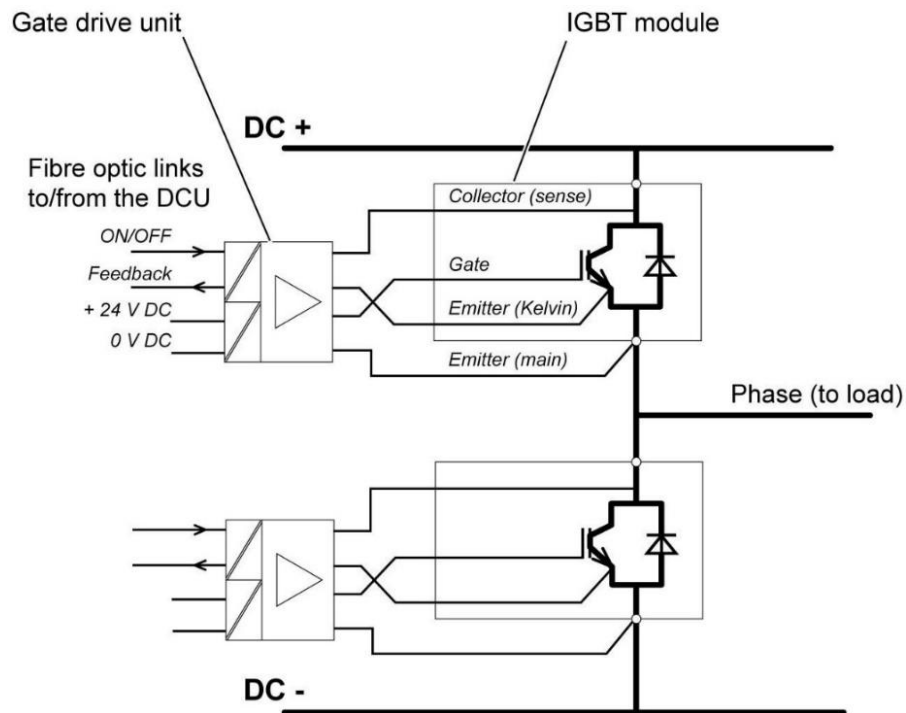 Gate drive unit
IGBT module
DC +
Fibre optic links
to/from the DCU
Collector (sense)
ON/OFF
Gate
Feedback
+ 24 V DC
Emitter (Kelvin)
0 V DC
Emitter (main)
Phase (to load)
DC -